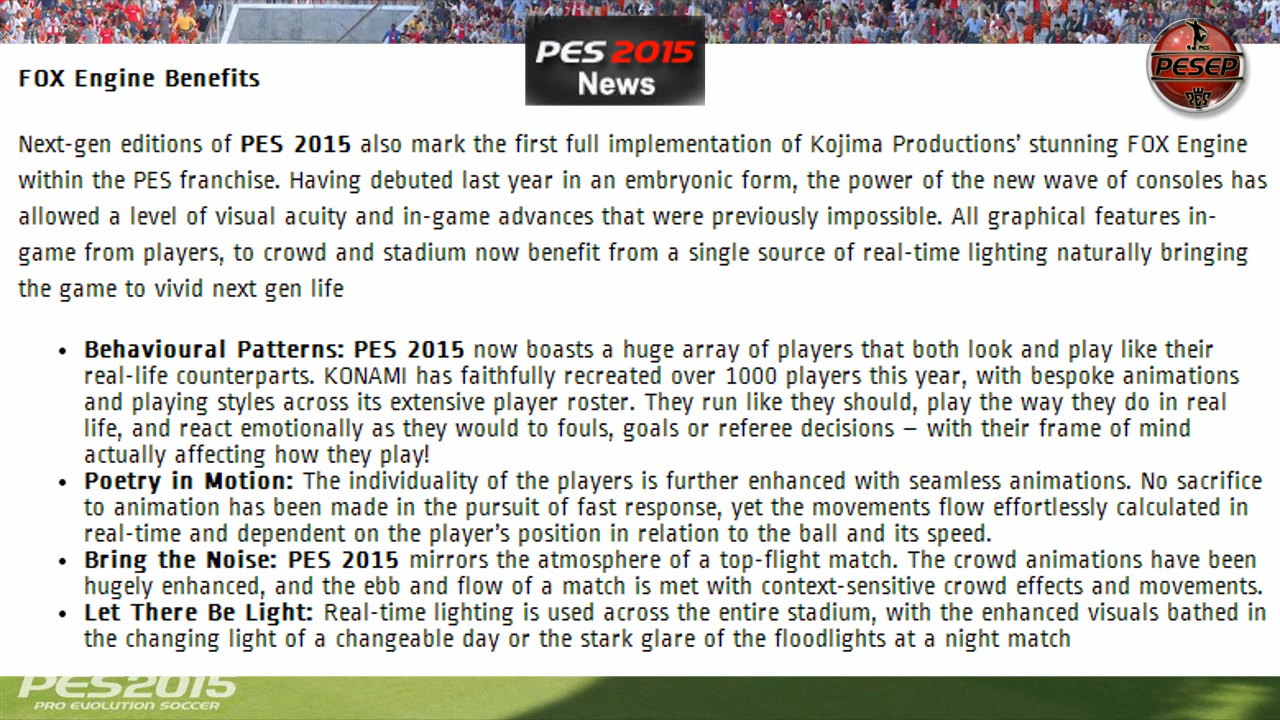 PES 2015
News
PESEP
PES
FOX Engine Benefits
Next-gen editions of PES 2015 also mark the first full implementation of Kojima Productions’ stunning FOX Engine
within the PES franchise. Having debuted last year in an embryonic form, the power of the new wave of consoles has
allowed a level of visual acuity and in-game advances that were previously impossible. All graphical features in-
game from players, to crowd and stadium now benefit from a single source of real-time lighting naturally bringing
the game to vivid next gen life
• Behavioural Patterns: PES 2015 now boasts a huge array of players that both look and play like their
real-life counterparts. KONAMI has faithfully recreated over 1000 players this year, with bespoke animations
and playing styles across its extensive player roster. They run like they should, play the way they do in real
life, and react emotionally as they would to fouls, goals or referee decisions – with their frame of mind
actually affecting how they play!
• Poetry in Motion: The individuality of the players is further enhanced with seamless animations. No sacrifice
to animation has been made in the pursuit of fast response, yet the movements flow effortlessly calculated in
real-time and dependent on the player’s position in relation to the ball and its speed.
• Bring the Noise: PES 2015 mirrors the atmosphere of a top-flight match. The crowd animations have been
hugely enhanced, and the ebb and flow of a match is met with context-sensitive crowd effects and movements.
• Let There Be Light: Real-time lighting is used across the entire stadium, with the enhanced visuals bathed in
the changing light of a changeable day or the stark glare of the floodlights at a night match
PES2015
PRO EVOLUTION SOCCER